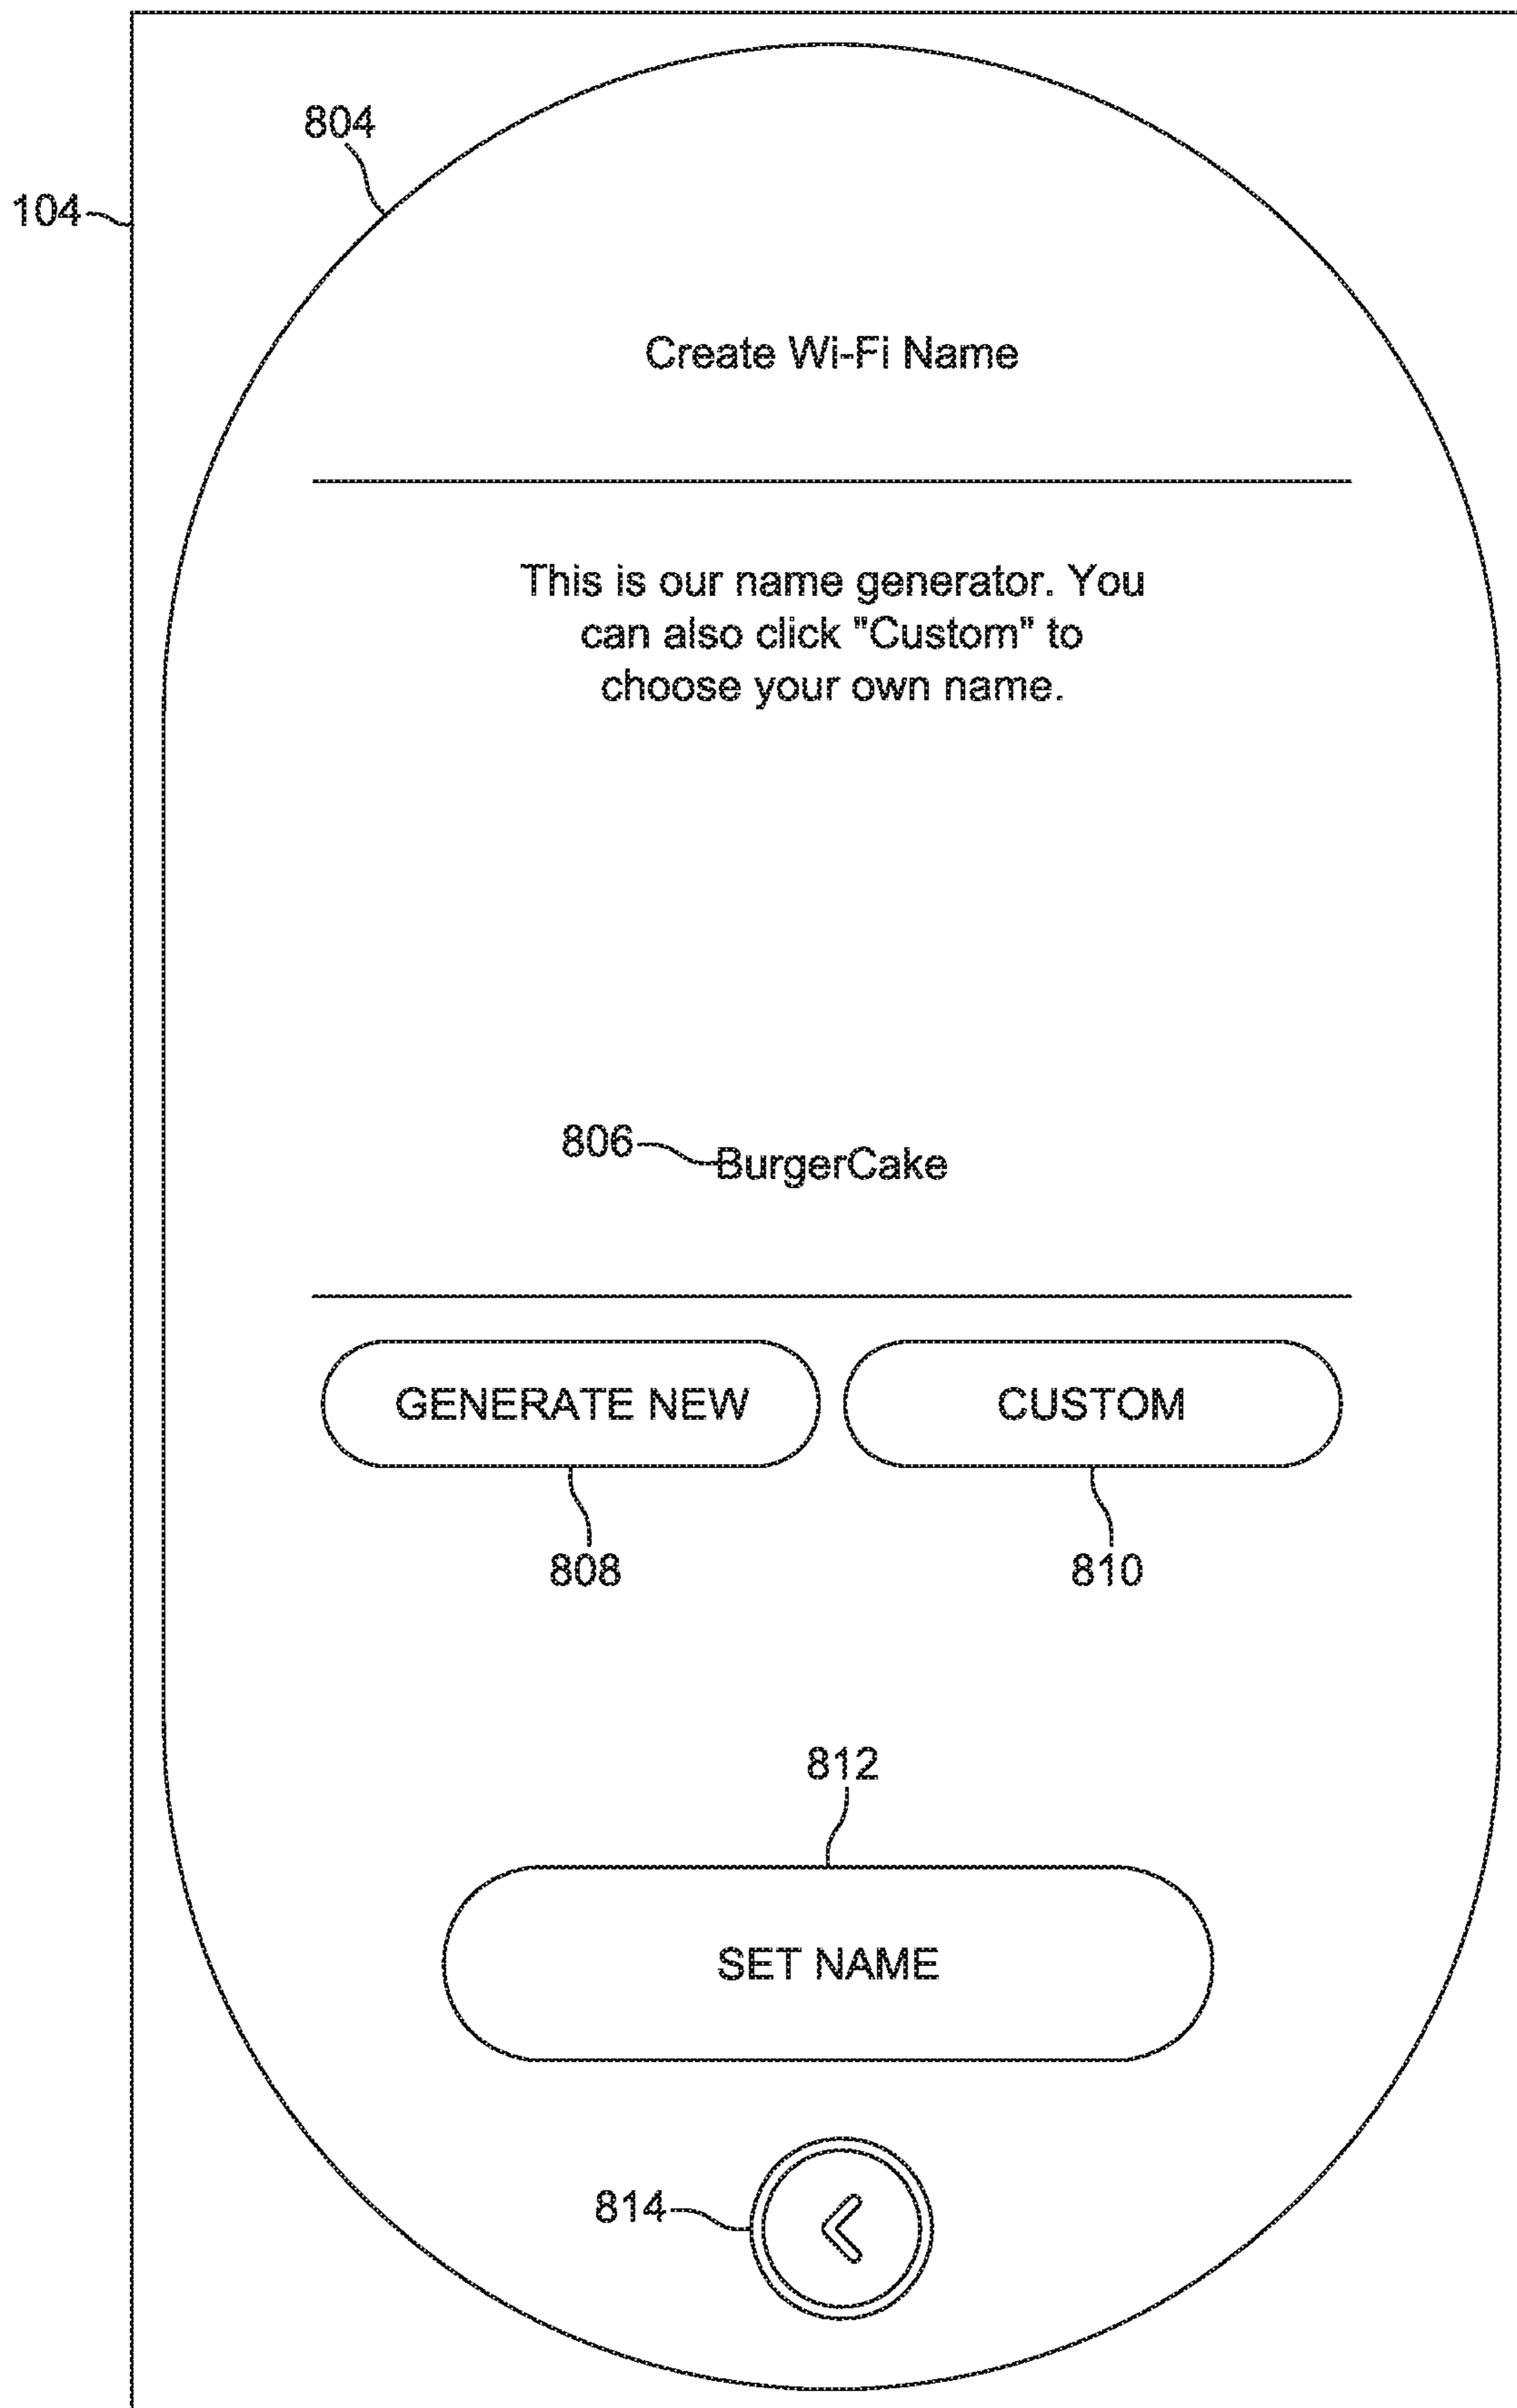 804
104
Create Wi-Fi Name
This is our name generator. You
can also click "Custom" to
choose your own name.
806
BurgerCake
GENERATE NEW
CUSTOM
808
810
812
SET NAME
814